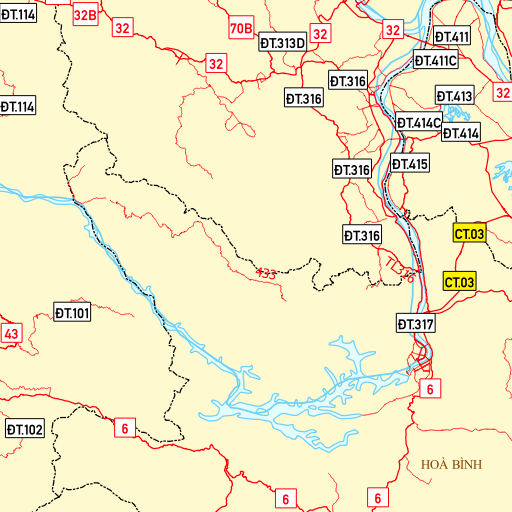 ĐT.114
32B
32
70B
ĐT.313D
32
32
ĐT.411
32
ĐT.411C
ĐT.316
ĐT.316
ĐT.413
32
ĐT.114
ĐT.414C
ĐT.414
ĐT.316
ĐT.415
ĐT.316
CT.03
433
TL316
CT.03
ĐT.101
ĐT.317
43
6
ĐT.102
6
HOÀ BÌNH
6
6